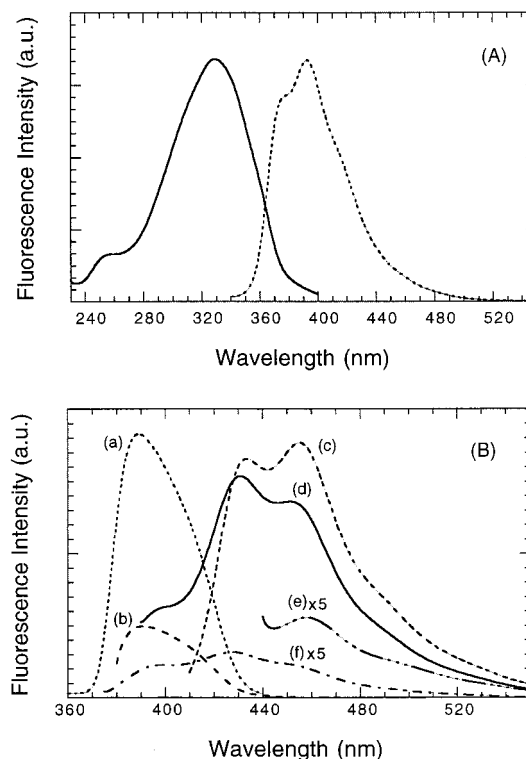 Fluorescence Intensity (a.u.)
(A)
240 280 320 360 400 440 480 520
Wavelength (nm)
Fluorescence Intensity (a.u.)
(a)
(c)
(B)
(d)
(b)
(e)x5
(f)x5
360 400 440 480 520
Wavelength (nm)